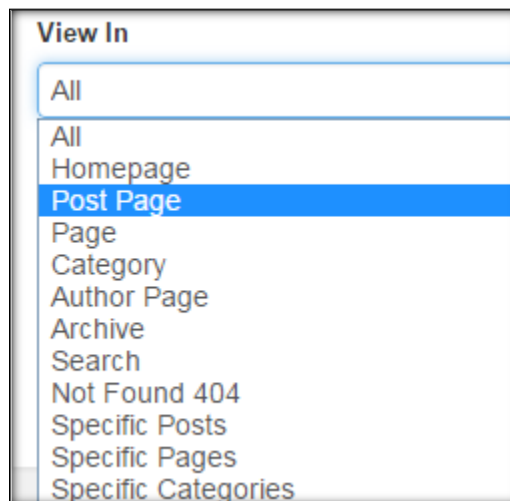 View In
All
All
Homepage
Post Page
Page
Category
Author Page
Archive
Search
Not Found 404
Specific Posts
Specific Pages
Specific Categories